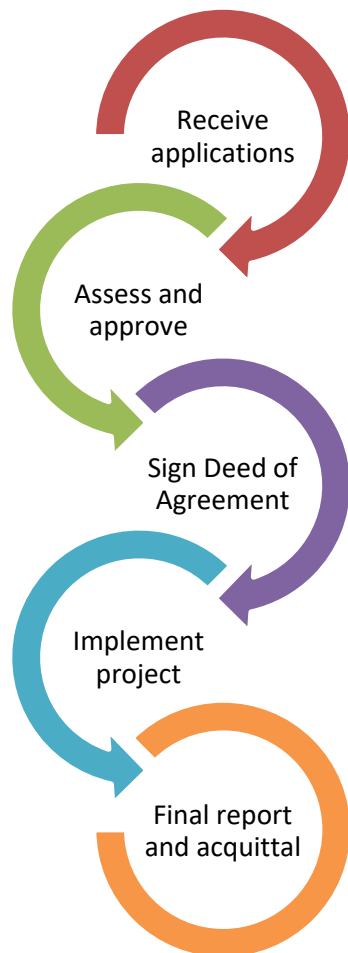 Receive
applications
Assess and
approve
Sign Deed of
Agreement
Implement
project
Final report
and acquittal